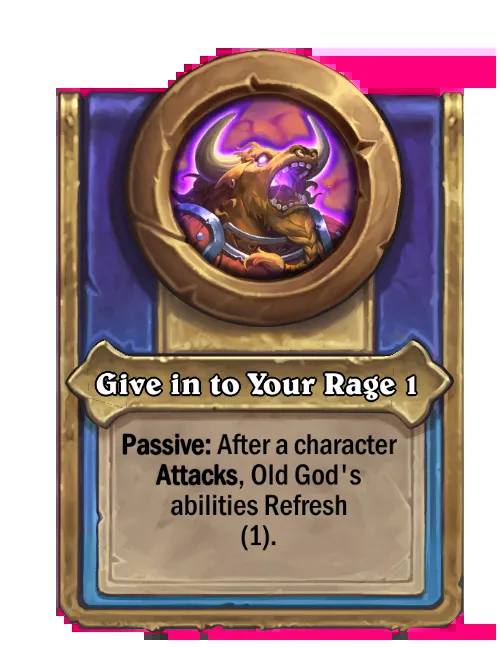 Give in to Your Rage 1
Passive: After a character
Attacks, Old God's
abilities Refresh
(1).